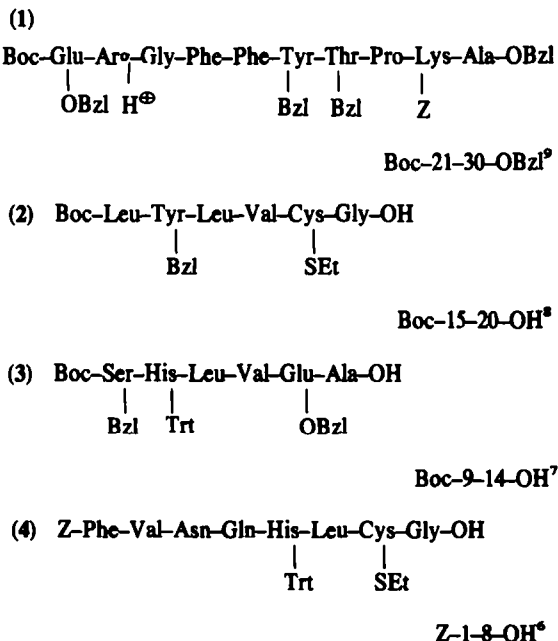 (1)
Boc–Glu–Arg–Gly–Phe–Phe–Tyr–Thr–Pro–Lys–Ala–OBzl
OBzl H⊕ Bzl Bzl Z
Boc–21–30–OBzl⁹
(2) Boc–Leu–Tyr–Leu–Val–Cys–Gly–OH
Bzl SEt
Boc–15–20–OH⁸
(3) Boc–Ser–His–Leu–Val–Glu–Ala–OH
Bzl Trt OBzl
Boc–9–14–OH⁷
(4) Z–Phe–Val–Asn–Gln–His–Leu–Cys–Gly–OH
Trt SEt
Z–1–8–OH⁶